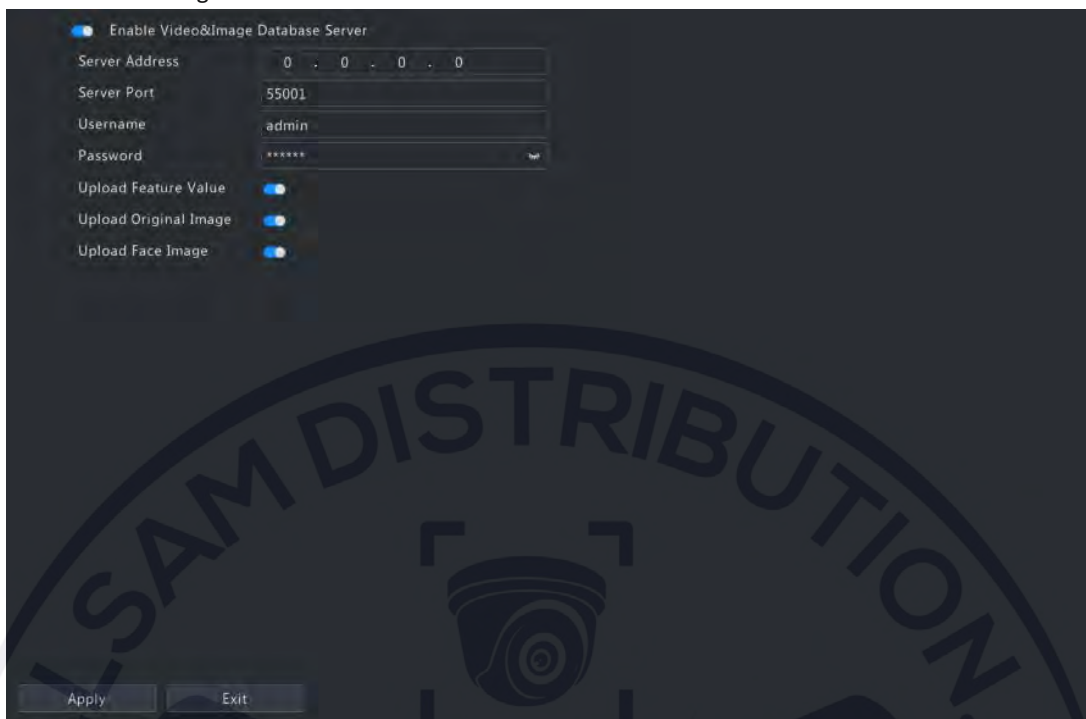 Enable Video&Image Database Server
Server Address 0 . 0 . 0 . 0
Server Port 55001
Username admin
Password ******
Upload Feature Value
Upload Original Image
Upload Face Image
LSAM DISTRIBUTION
Apply Exit